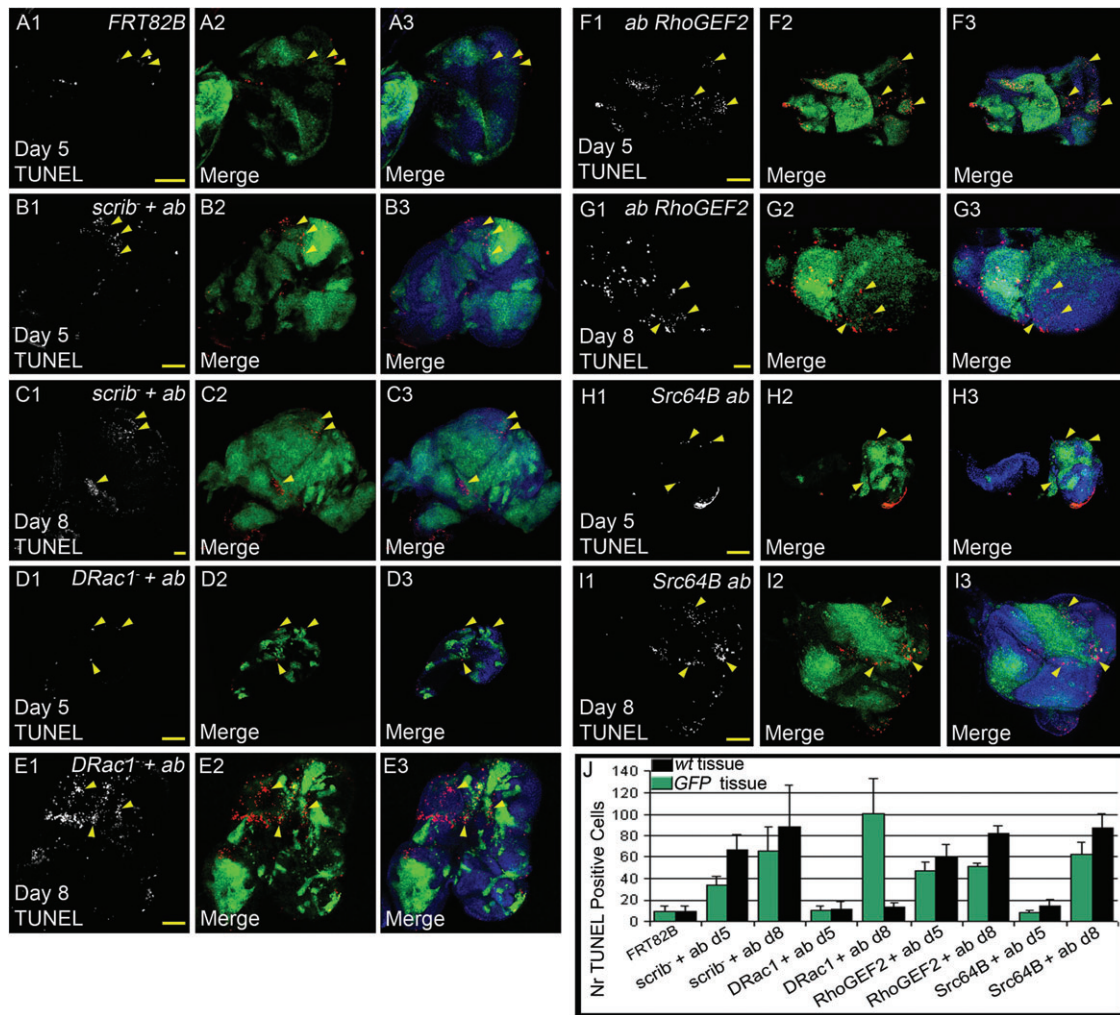 A1 FRT82B
Day 5
TUNEL
A2
Merge
A3
Merge
B1 scrib⁻ + ab
Day 5
TUNEL
B2
Merge
B3
Merge
C1 scrib⁻ + ab
Day 8
TUNEL
C2
Merge
C3
Merge
D1 DRac1⁻ + ab
Day 5
TUNEL
D2
Merge
D3
Merge
E1 DRac1⁻ + ab
Day 8
TUNEL
E2
Merge
E3
Merge
F1 ab RhoGEF2
Day 5
TUNEL
F2
Merge
F3
Merge
G1 ab RhoGEF2
Day 8
TUNEL
G2
Merge
G3
Merge
H1 Src64B ab
Day 5
TUNEL
H2
Merge
H3
Merge
I1 Src64B ab
Day 8
TUNEL
I2
Merge
I3
Merge
J
wt tissue
GFP tissue
Nr TUNEL Positive Cells
140
120
100
80
60
40
20
0
FRT82B
scrib⁻ + ab d5
scrib⁻ + ab d8
DRac1 + ab d5
DRac1 + ab d8
RhoGEF2 + ab d5
RhoGEF2 + ab d8
Src64B + ab d5
Src64B + ab d8